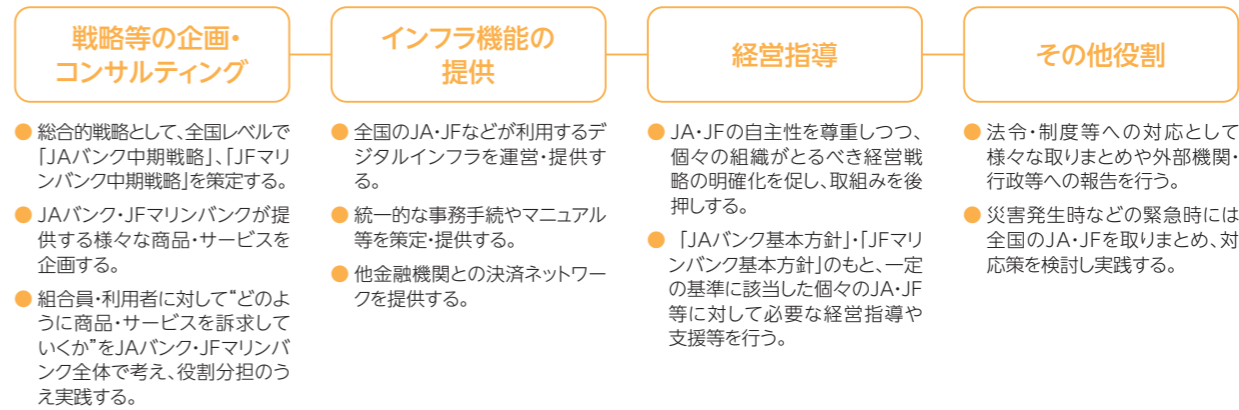 戦略等の企画・
コンサルティング
● 総合的戦略として、全国レベルで
「JAバンク中期戦略」、「JFマリ
ンバンク中期戦略」を策定する。
● JAバンク・JFマリンバンクが提
供する様々な商品・サービスを
企画する。
● 組合員・利用者に対して“どのよ
うに商品・サービスを訴求して
いくか”をJAバンク・JFマリンバ
ンク全体で考え、役割分担のう
え実践する。
インフラ機能の
提供
● 全国のJA・JFなどが利用するデ
ジタルインフラを運営・提供す
る。
● 統一的な事務手続やマニュアル
等を策定・提供する。
● 他金融機関との決済ネットワー
クを提供する。
経営指導
● JA・JFの自主性を尊重しつつ、
個々の組織がとるべき経営戦
略の明確化を促し、取組みを後
押しする。
● 「JAバンク基本方針」・「JFマリ
ンバンク基本方針」のもと、一定
の基準に該当した個々のJA・JF
等に対して必要な経営指導や
支援等を行う。
その他役割
● 法令・制度等への対応として
様々な取りまとめや外部機関・
行政等への報告を行う。
● 災害発生時などの緊急時には
全国のJA・JFを取りまとめ、対
応策を検討し実践する。